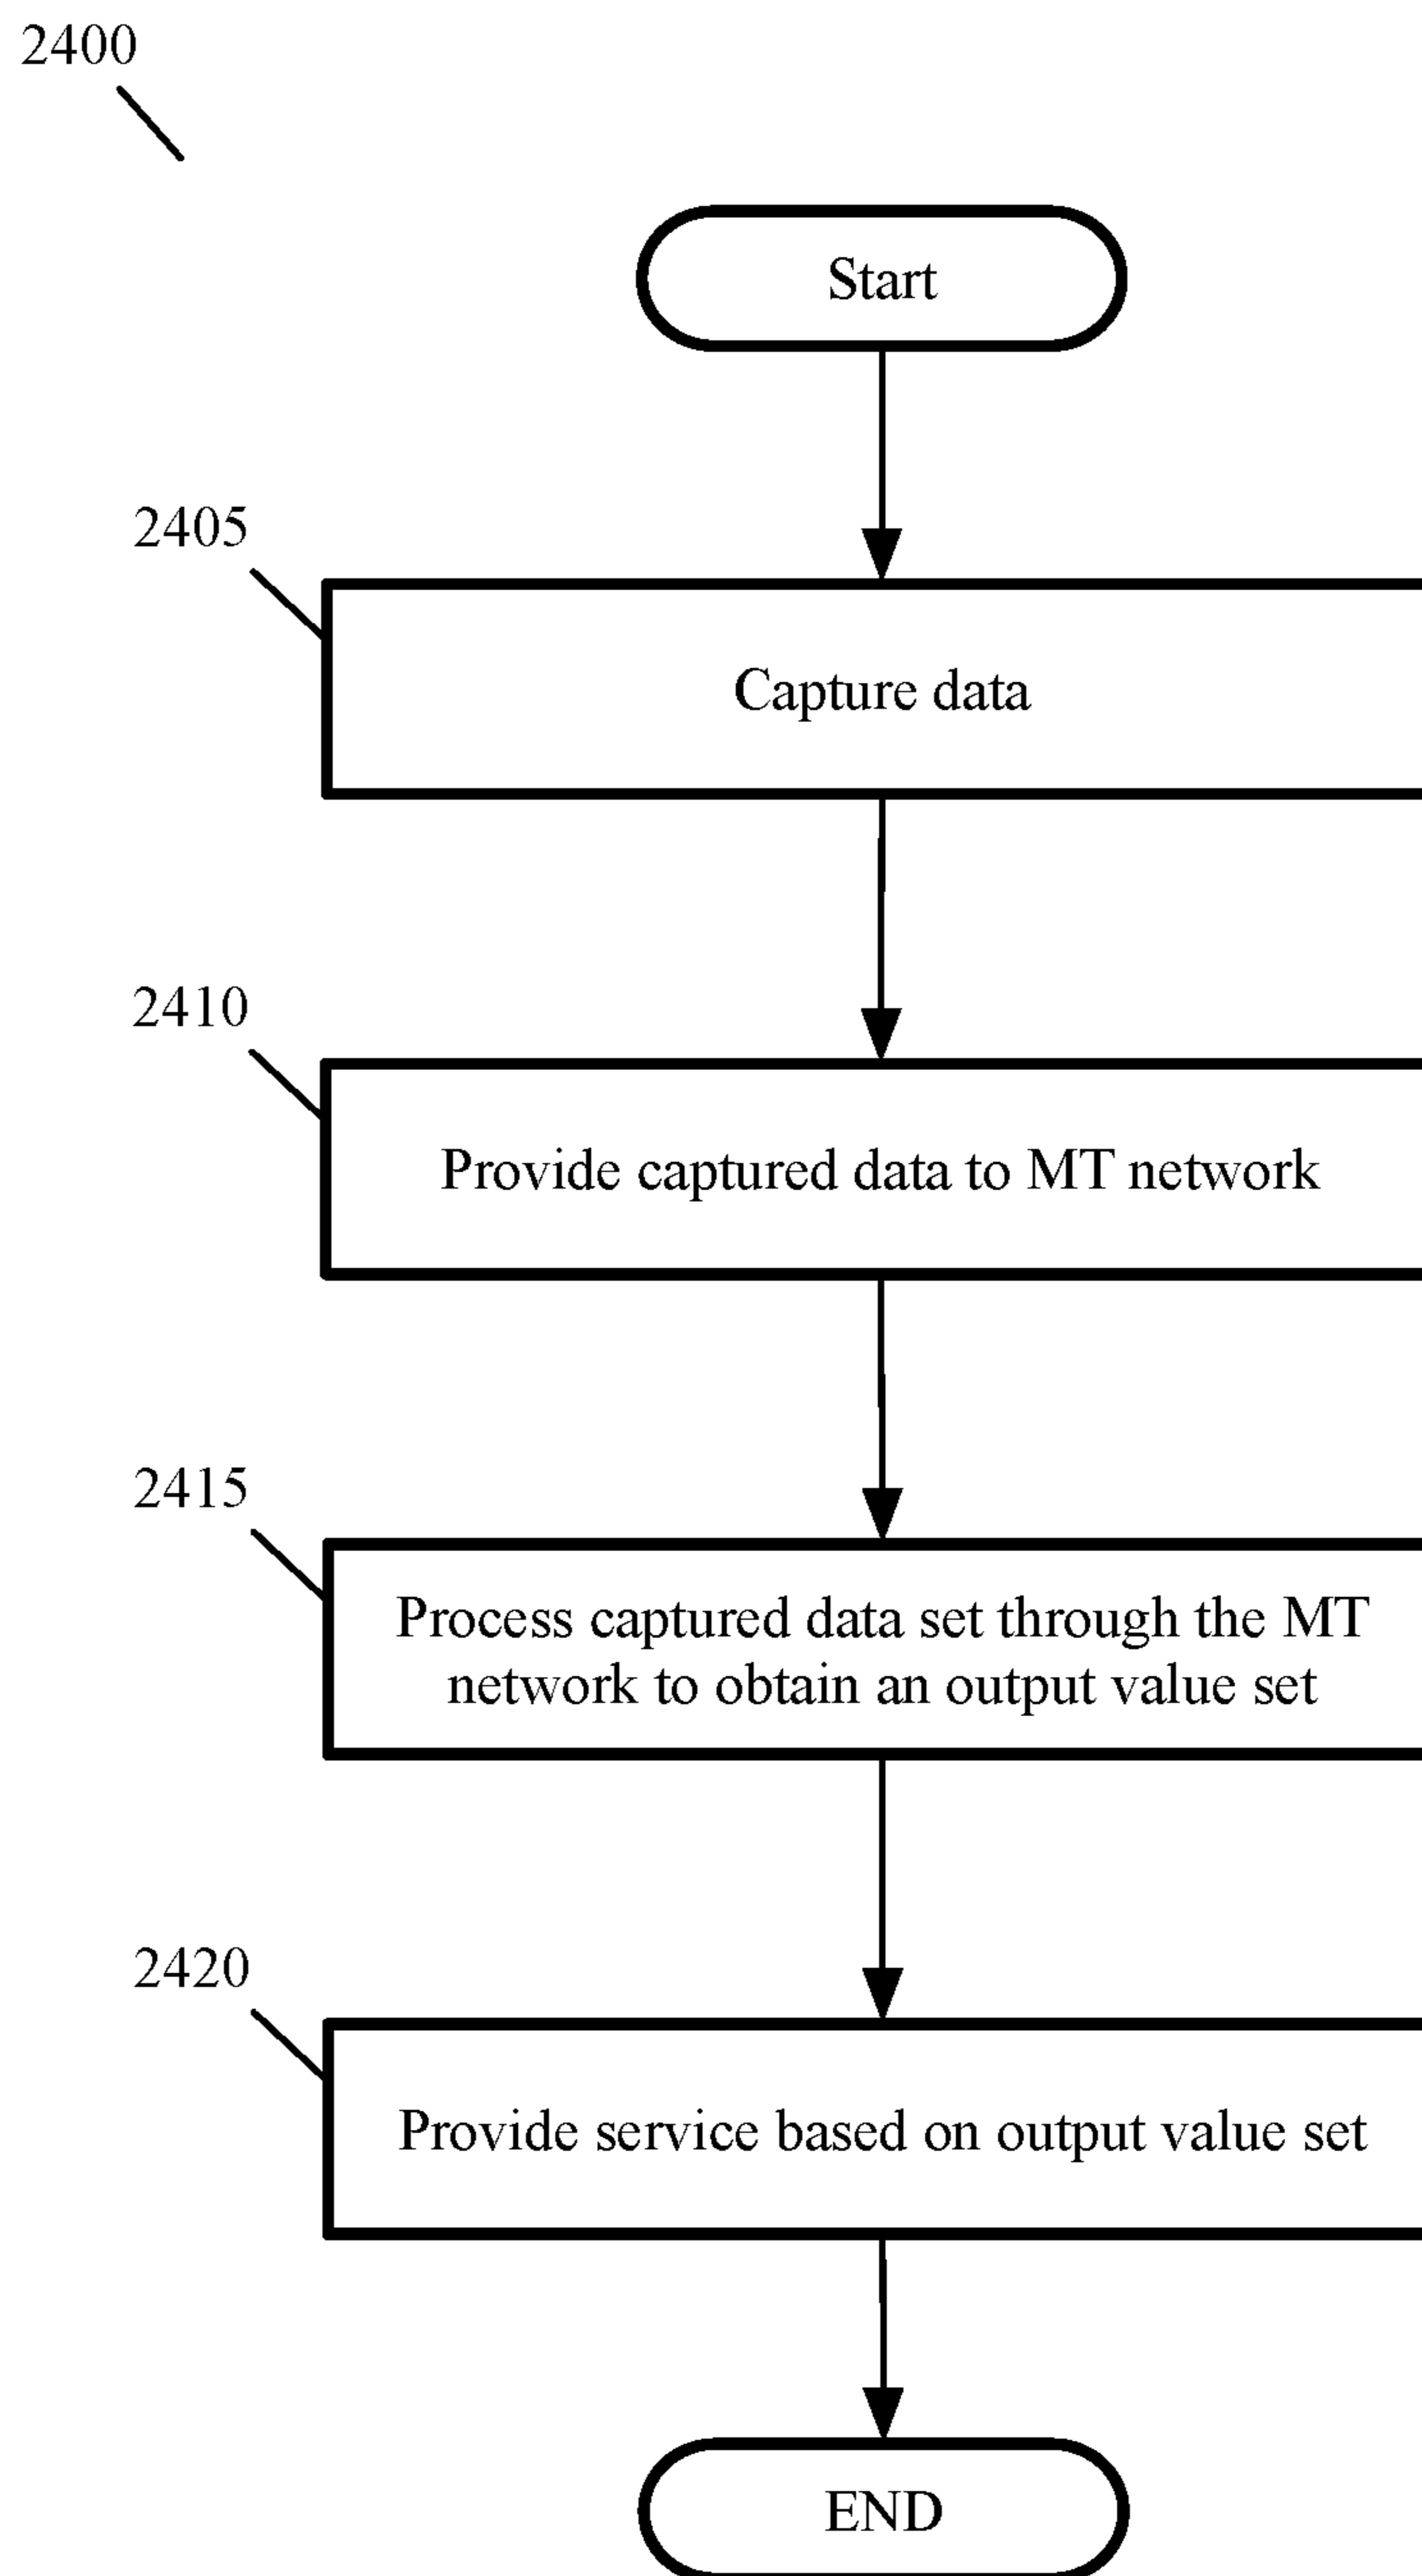 2400
Start
2405
Capture data
2410
Provide captured data to MT network
2415
Process captured data set through the MT
network to obtain an output value set
2420
Provide service based on output value set
END